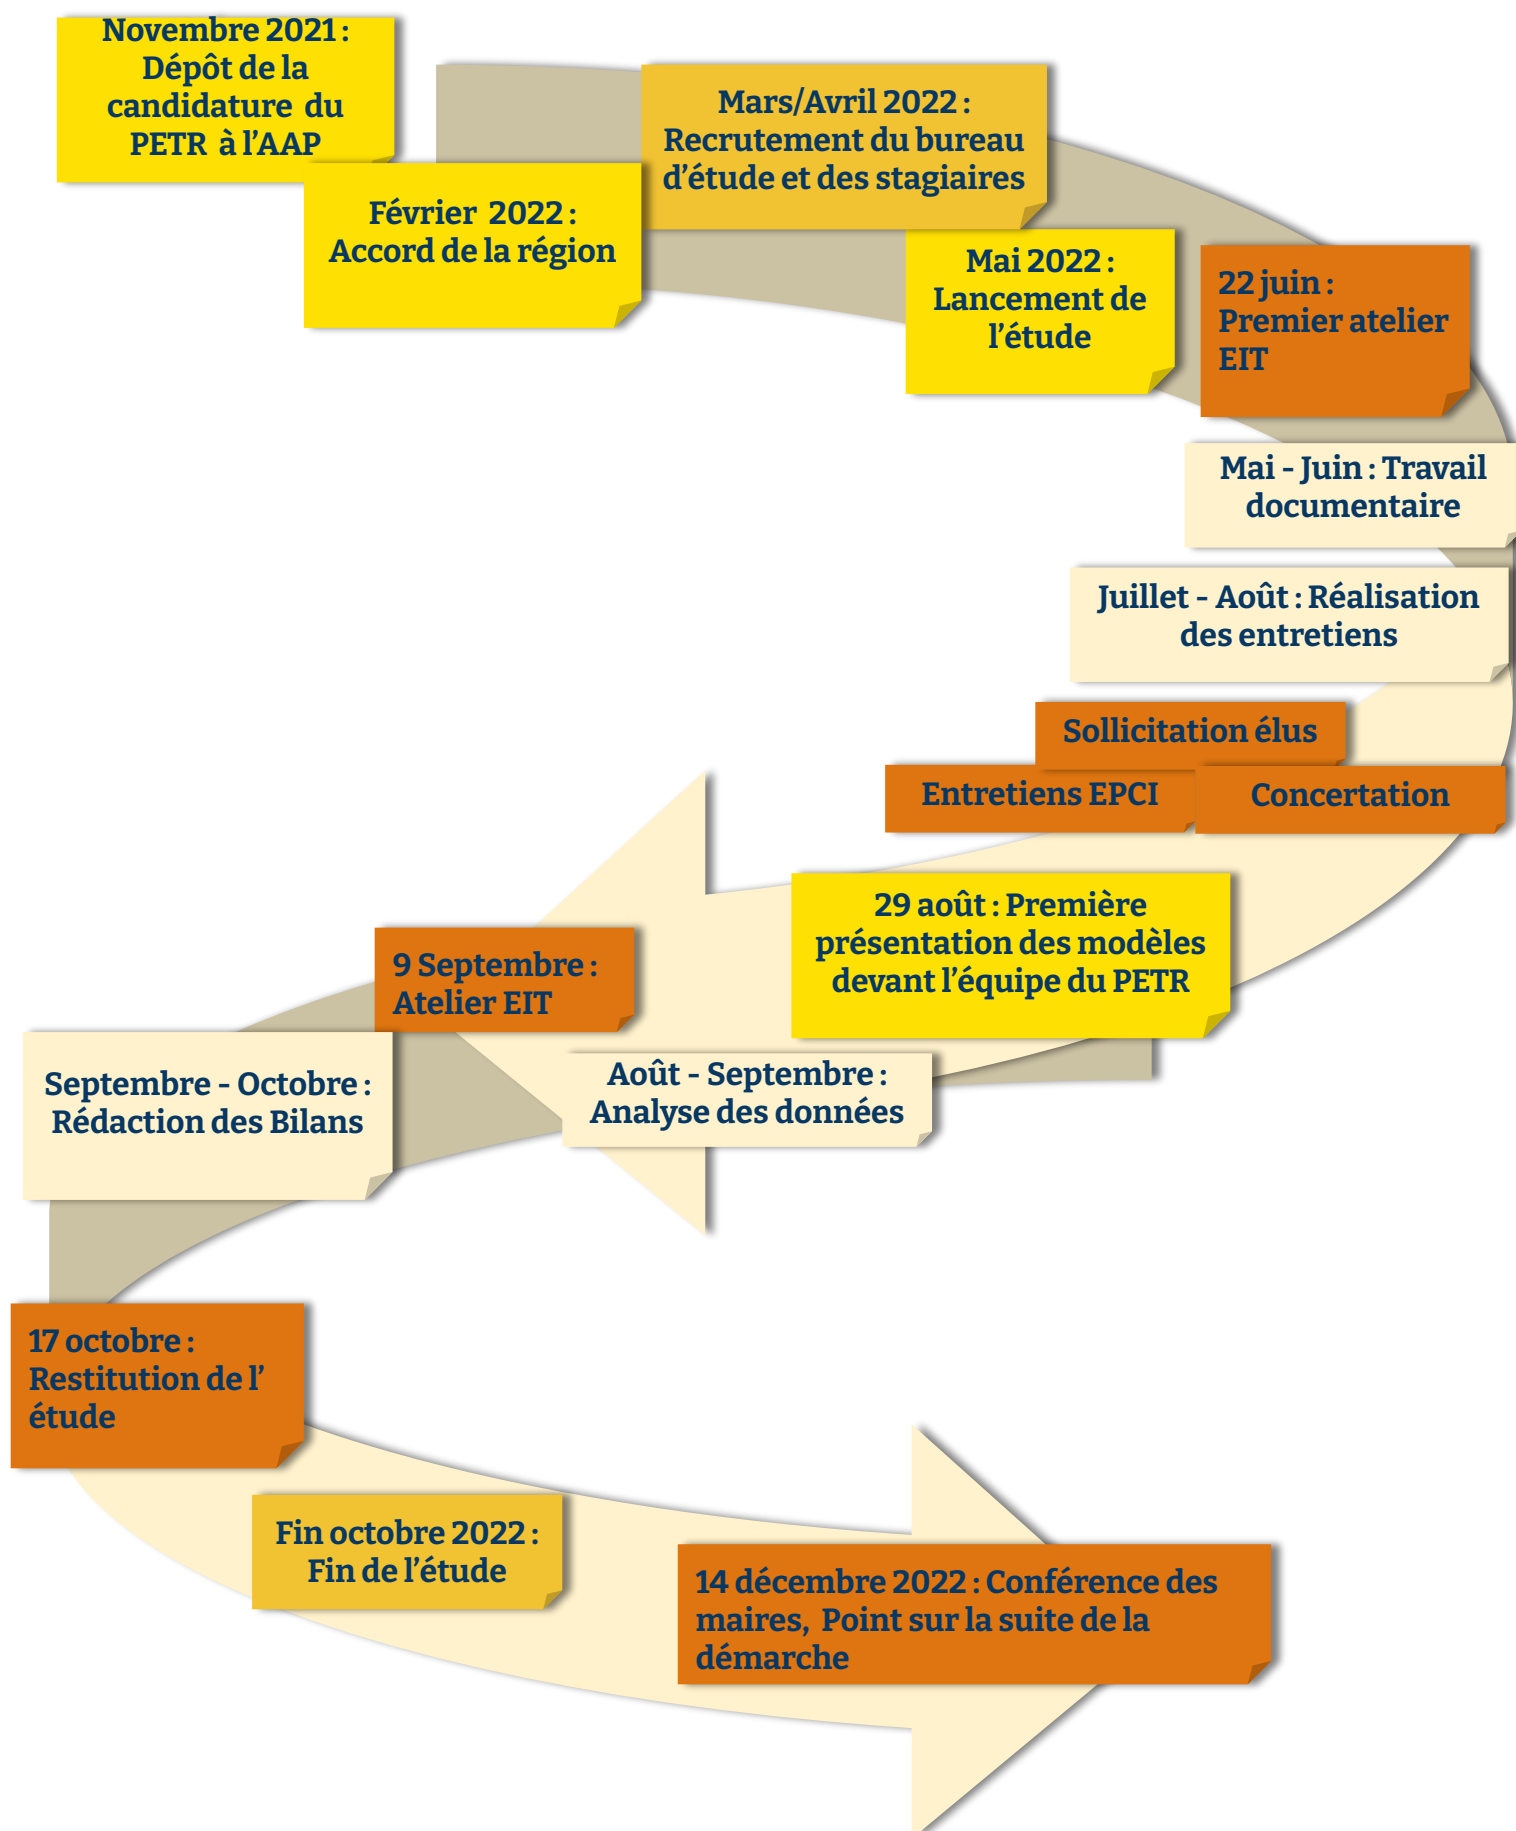 Novembre 2021 :
Dépôt de la
candidature du
PETR à l’AAP
Février 2022 :
Accord de la région
Mars/Avril 2022 :
Recrutement du bureau
d’étude et des stagiaires
Mai 2022 :
Lancement de
l’étude
22 juin :
Premier atelier
EIT
Mai - Juin : Travail
documentaire
Juillet - Août : Réalisation
des entretiens
Sollicitation élus
Entretiens EPCI
Concertation
29 août : Première
présentation des modèles
devant l’équipe du PETR
Août - Septembre :
Analyse des données
9 Septembre :
Atelier EIT
Septembre - Octobre :
Rédaction des Bilans
17 octobre :
Restitution de l’
étude
Fin octobre 2022 :
Fin de l’étude
14 décembre 2022 : Conférence des
maires, Point sur la suite de la
démarche